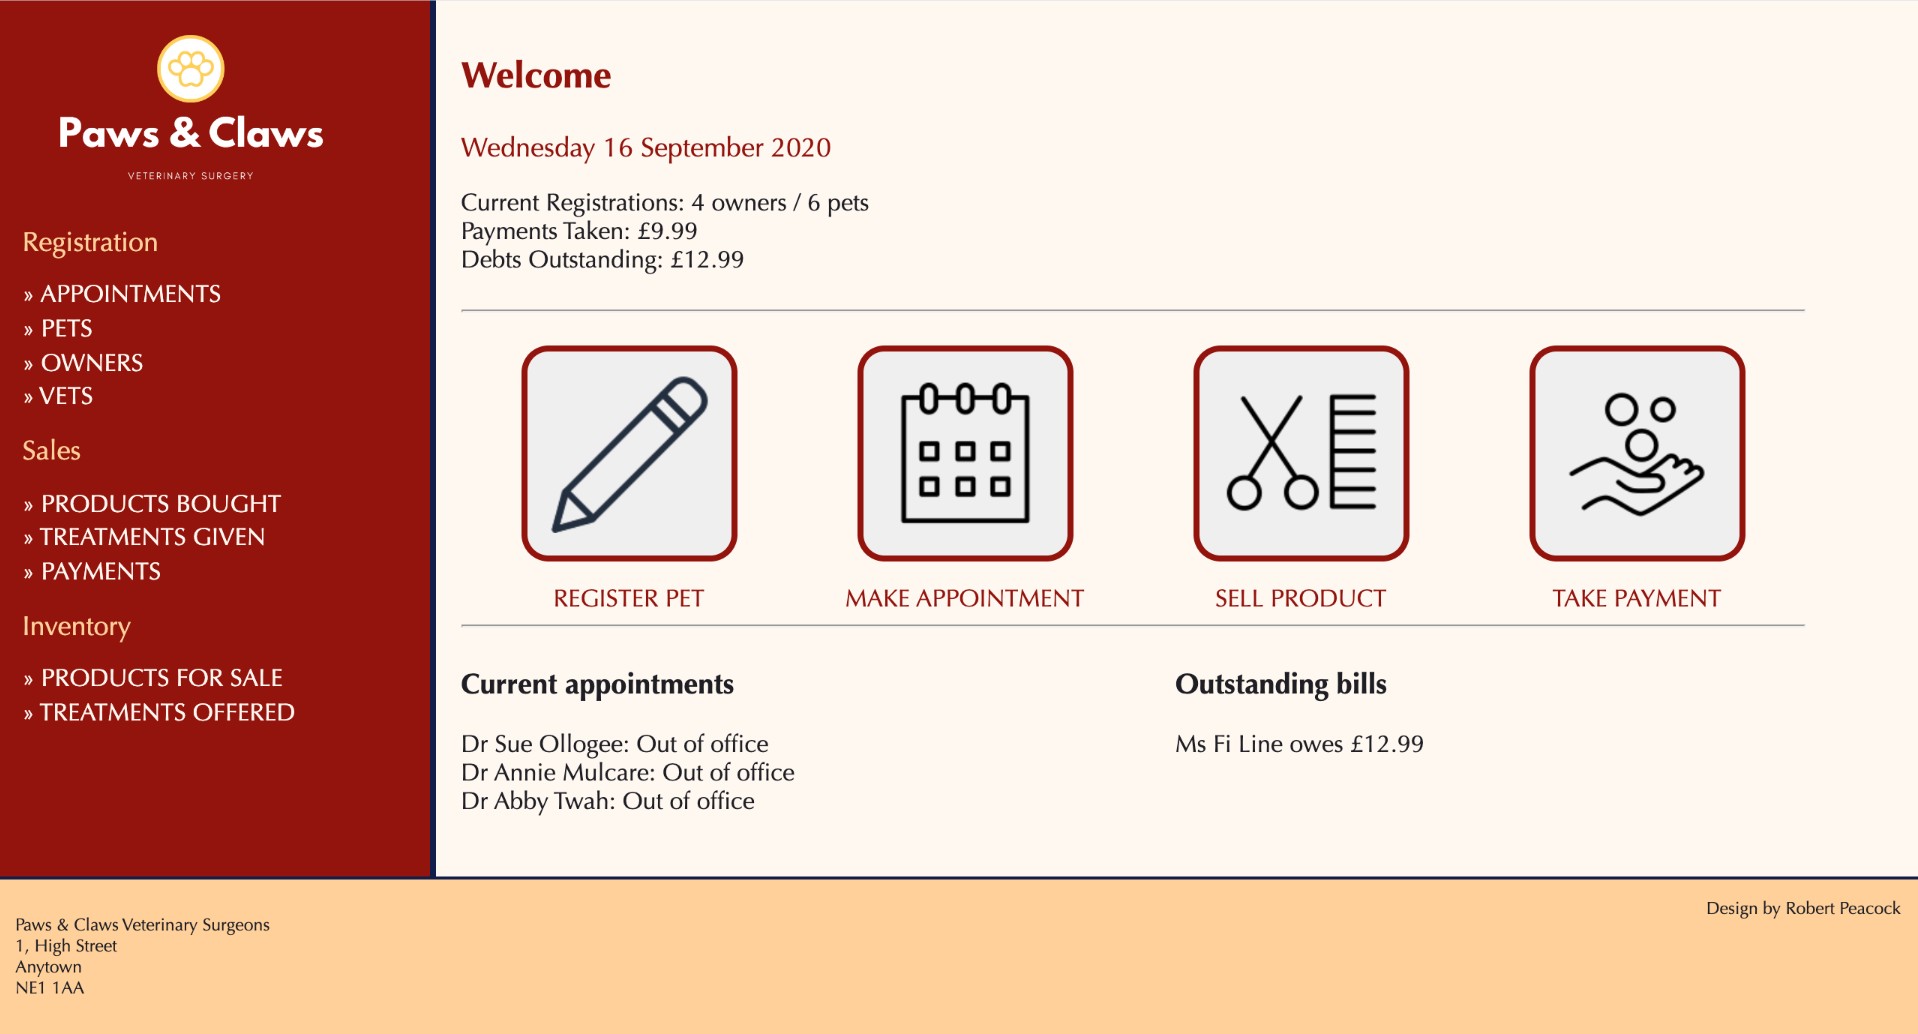 Paws & Claws
VETERINARY SURGERY
Registration
» APPOINTMENTS
» PETS
» OWNERS
» VETS
Sales
» PRODUCTS BOUGHT
» TREATMENTS GIVEN
» PAYMENTS
Inventory
» PRODUCTS FOR SALE
» TREATMENTS OFFERED
Welcome
Wednesday 16 September 2020
Current Registrations: 4 owners / 6 pets
Payments Taken: £9.99
Debts Outstanding: £12.99
REGISTER PET
MAKE APPOINTMENT
SELL PRODUCT
TAKE PAYMENT
Current appointments
Dr Sue Ollogee: Out of office
Dr Annie Mulcare: Out of office
Dr Abby Twah: Out of office
Outstanding bills
Ms Fi Line owes £12.99
Paws & Claws Veterinary Surgeons
1, High Street
Anytown
NE1 1AA
Design by Robert Peacock